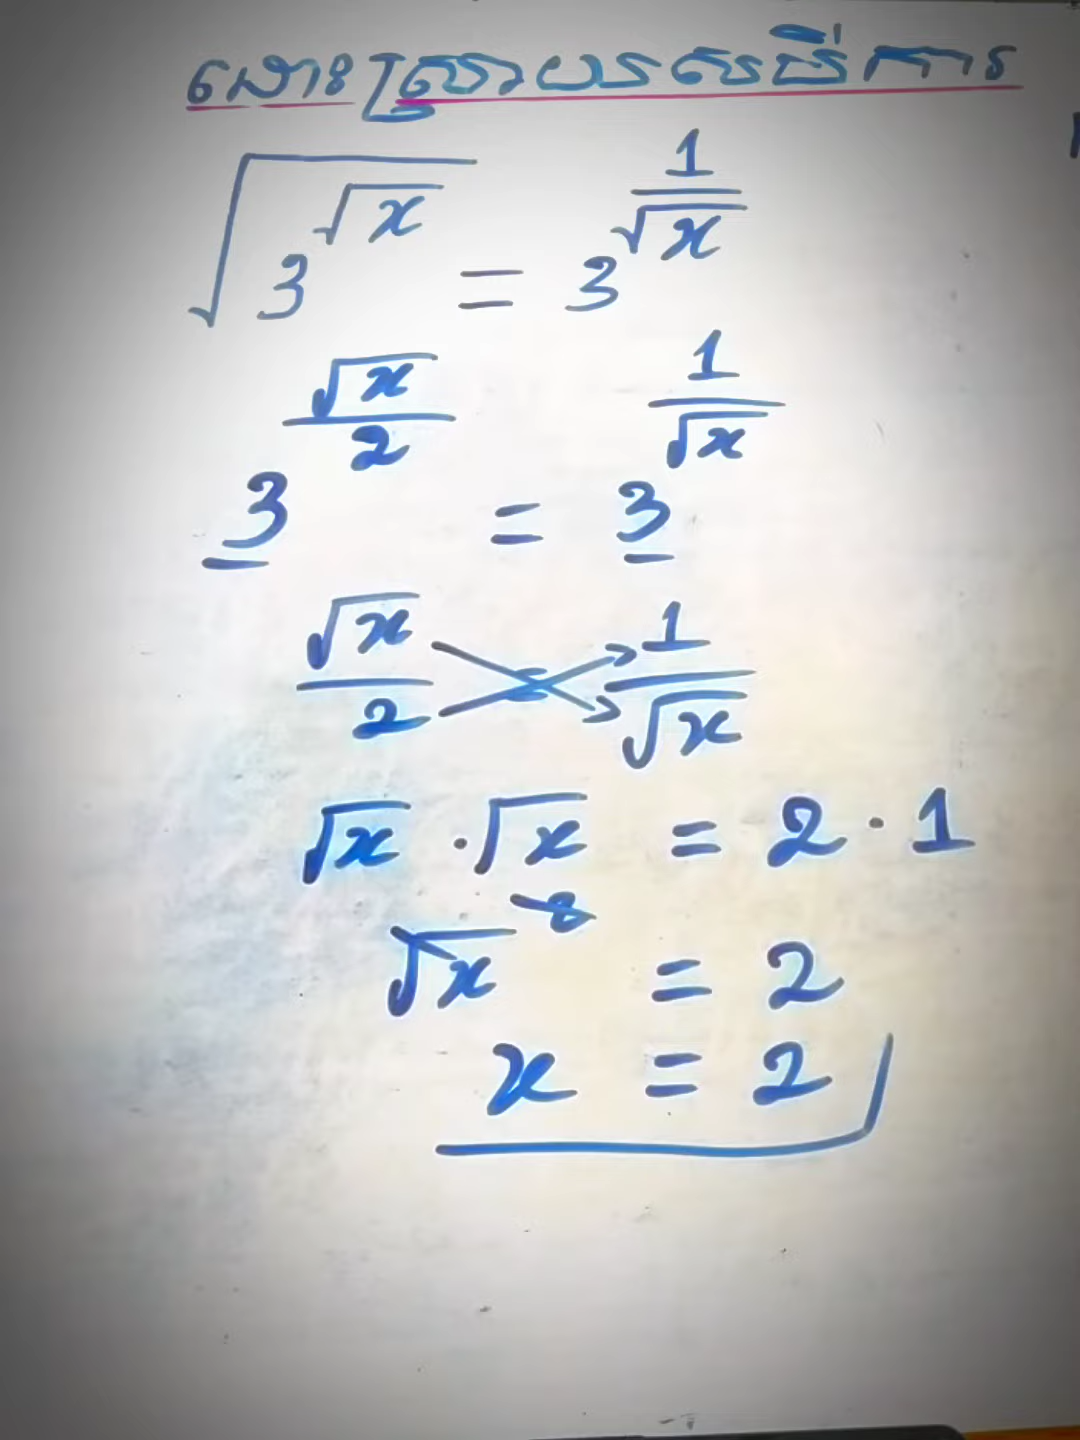 ដោះស្រាយសមីការ
√(3^(√x)) = 3^(1/√x)
3^(√x/2) = 3^(1/√x)
√x/2 = 1/√x
√x · √x = 2 · 1
√x² = 2
x = 2